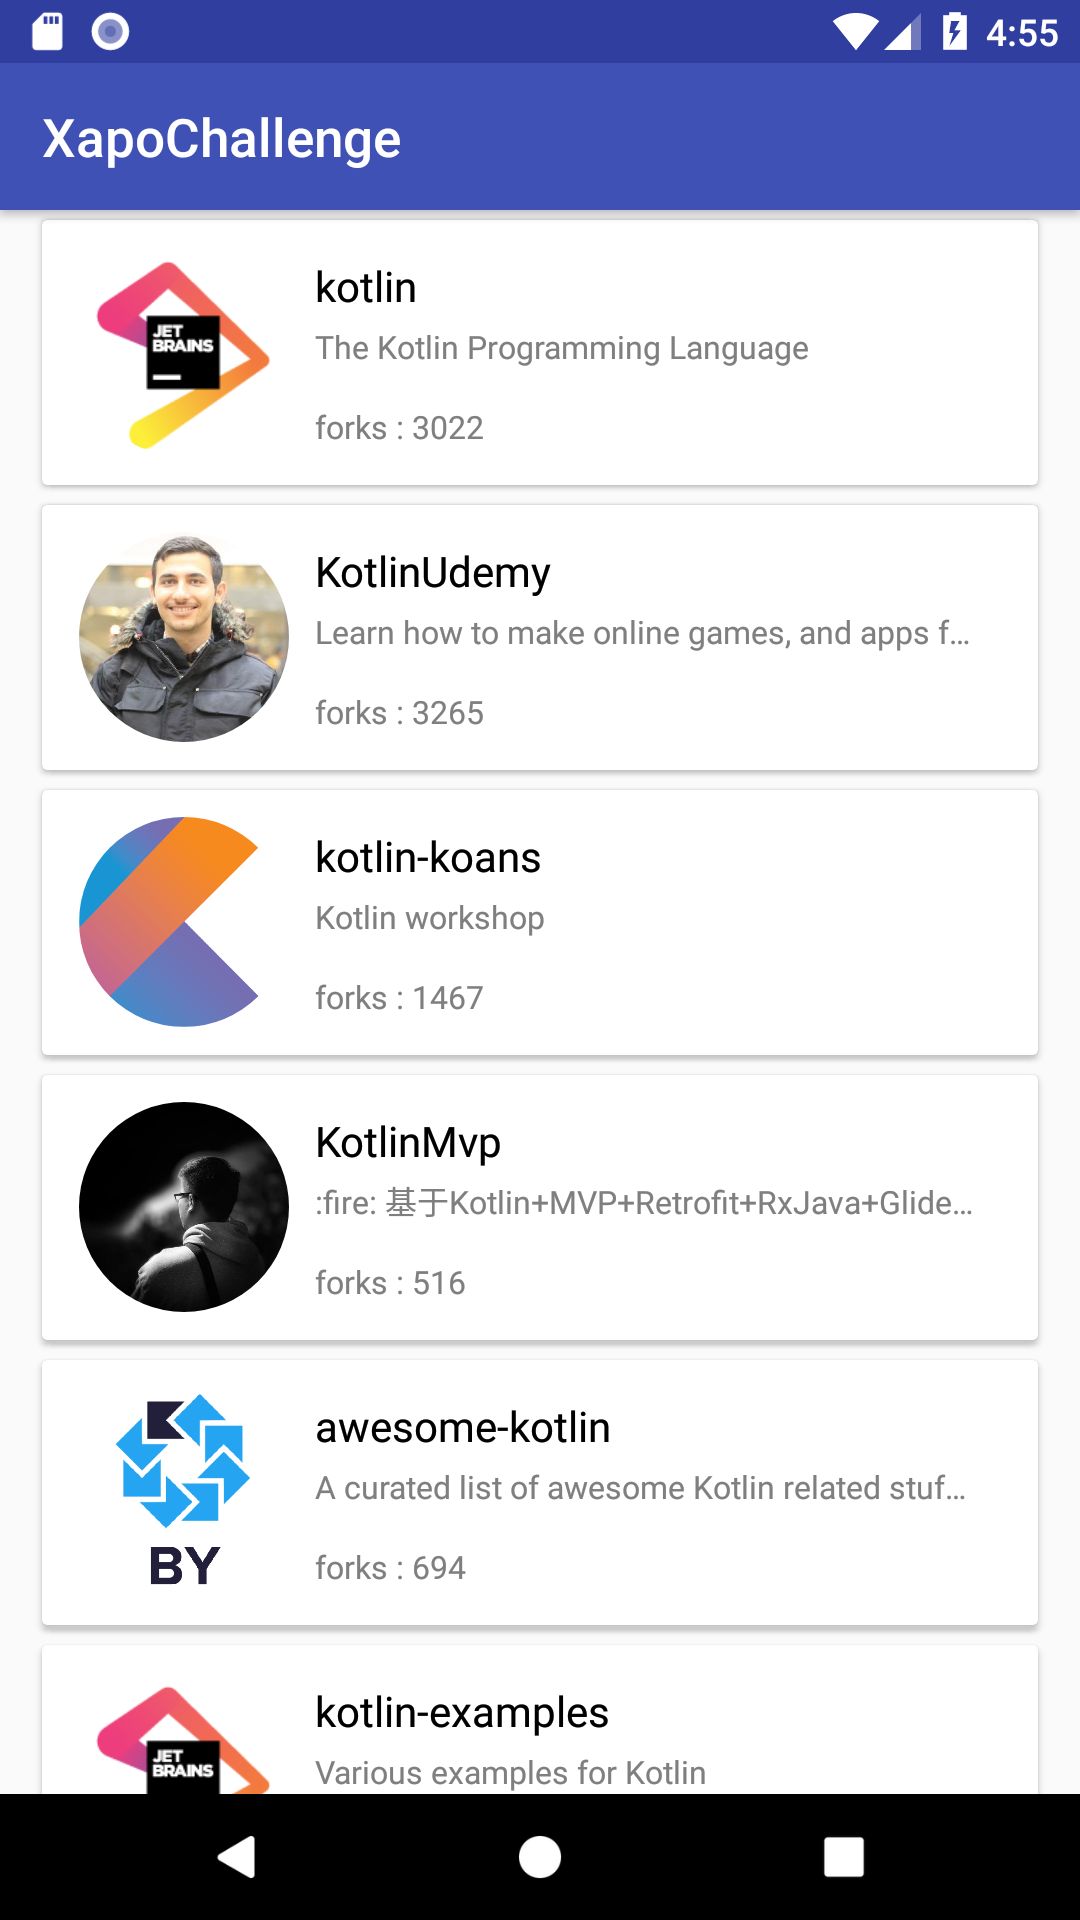 4:55
XapoChallenge
JET
BRAINS
kotlin
The Kotlin Programming Language
forks : 3022
KotlinUdemy
Learn how to make online games, and apps f...
forks : 3265
kotlin-koans
Kotlin workshop
forks : 1467
KotlinMvp
:fire: 基于Kotlin+MVP+Retrofit+RxJava+Glide...
forks : 516
BY
awesome-kotlin
A curated list of awesome Kotlin related stuf...
forks : 694
JET
BRAINS
kotlin-examples
Various examples for Kotlin